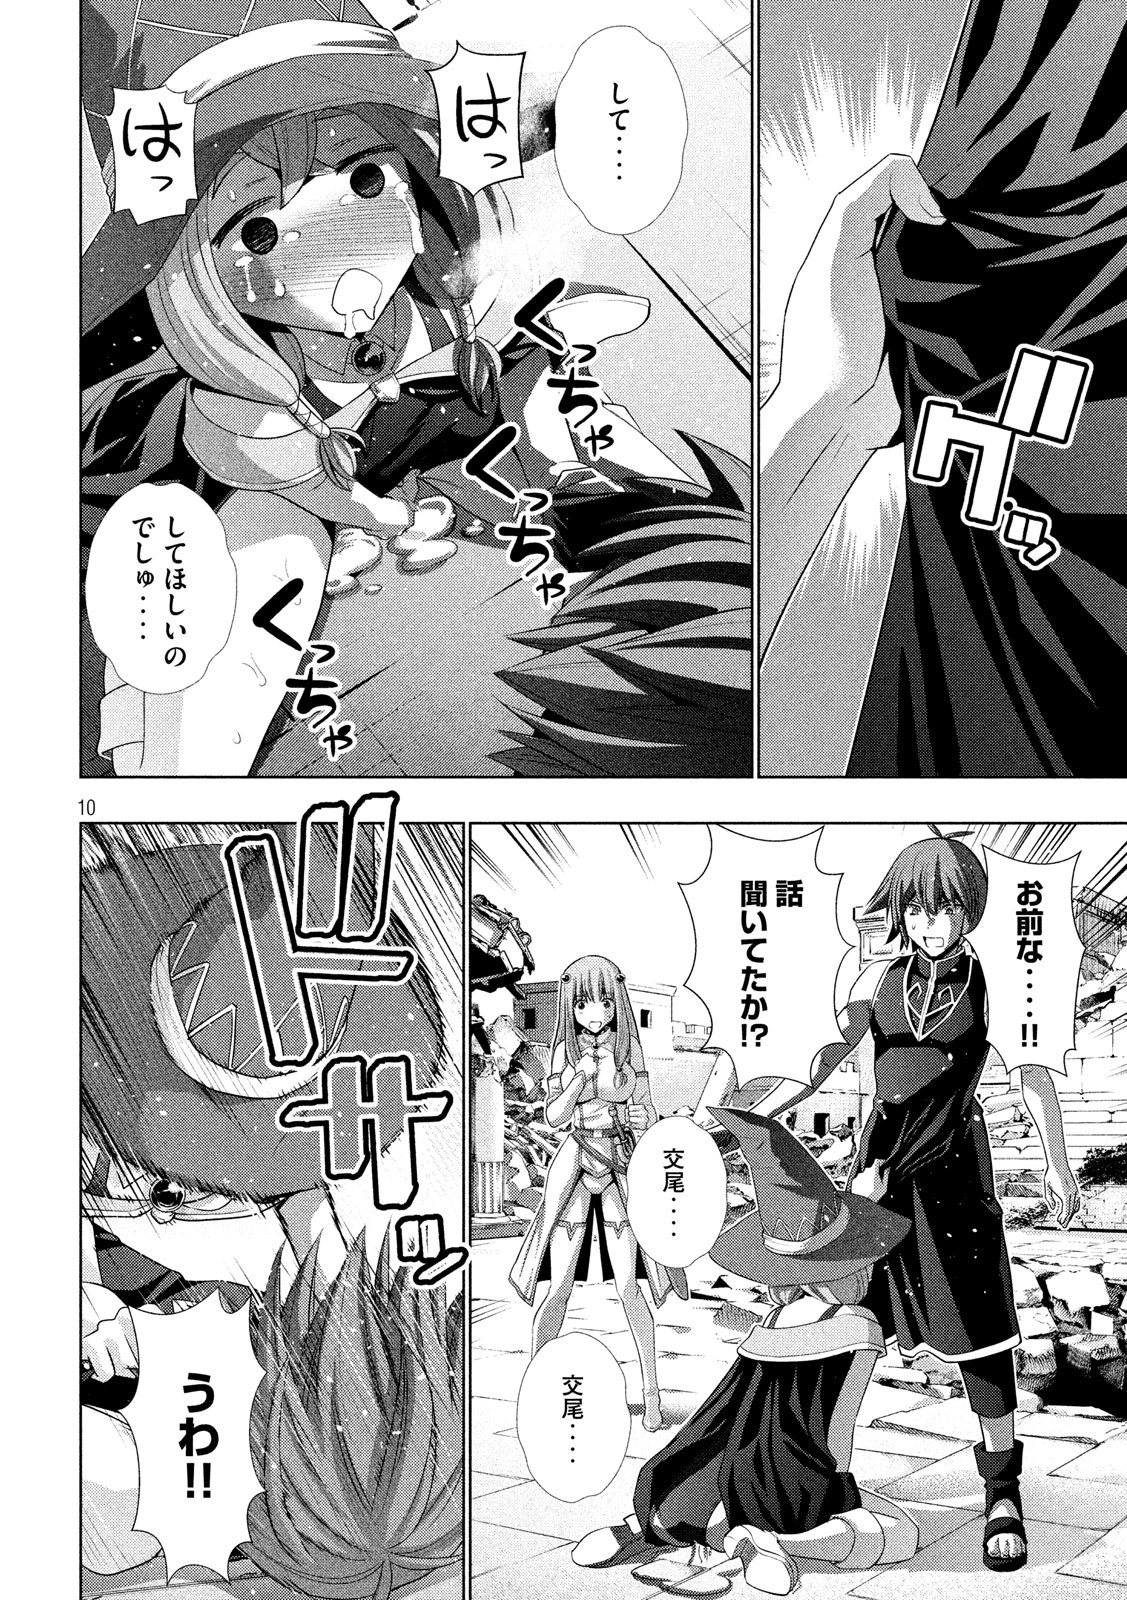 グッ
して‥‥
はっ
はっ
くっちゃ
くっちゃ
くっちゃ
してほしいの
でしゅ‥‥
10
お前な‥‥!!
話
聞いてたか!?
交尾‥‥
交尾‥‥
ドサッ
うわ!!